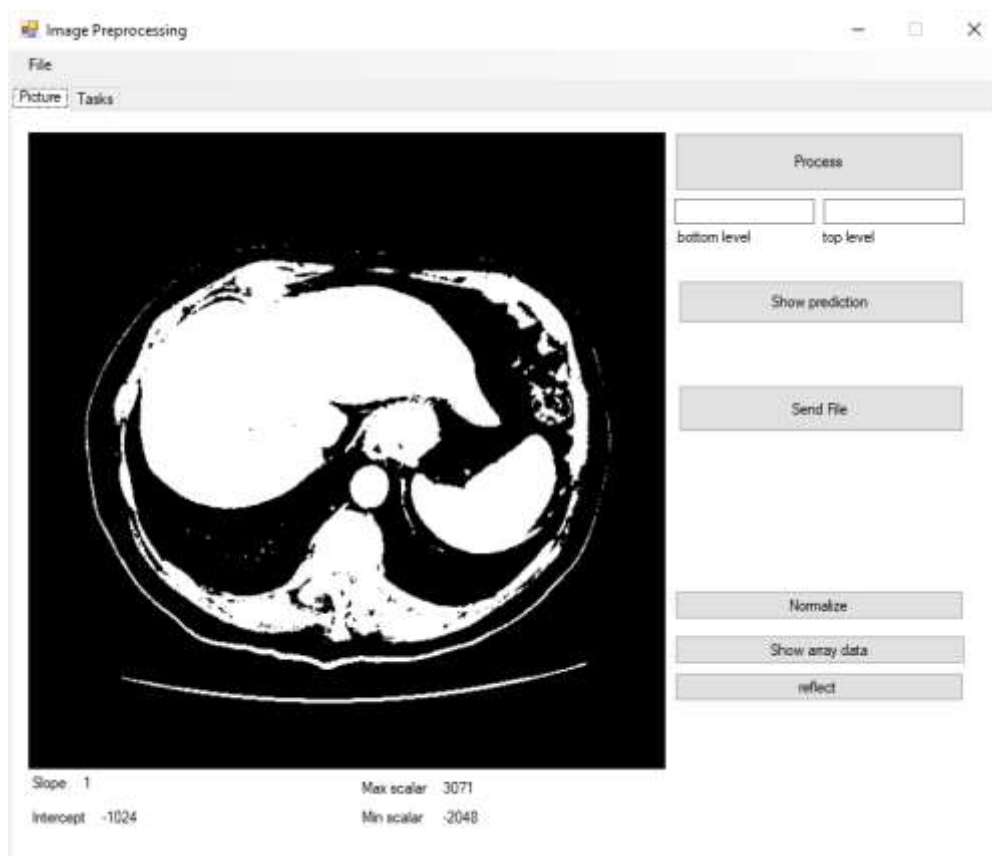 Image Preprocessing
File
Picture Tasks
Process
bottom level top level
Show prediction
Send File
Normalize
Show array data
reflect
Slope 1
Max scalar 3071
Intercept -1024
Min scalar -2048